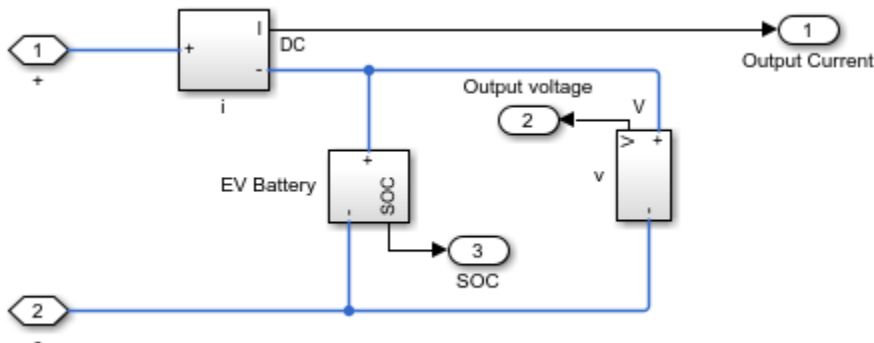 1
+
+
I
-
DC
i
1
Output Current
Output voltage
2
V
V
+
-
v
EV Battery
+
-
SOC
3
SOC
2